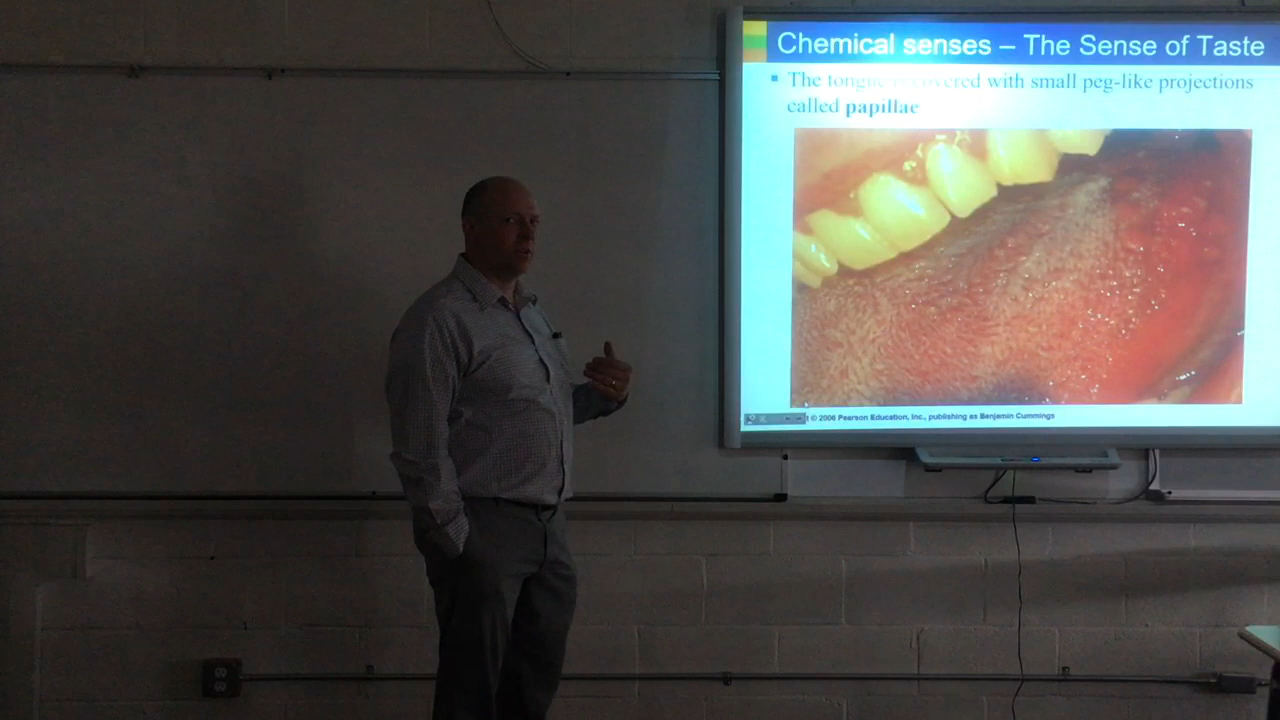 Chemical senses – The Sense of Taste
The tongue is covered with small peg-like projections
called papillae
t © 2006 Pearson Education, Inc., publishing as Benjamin Cummings